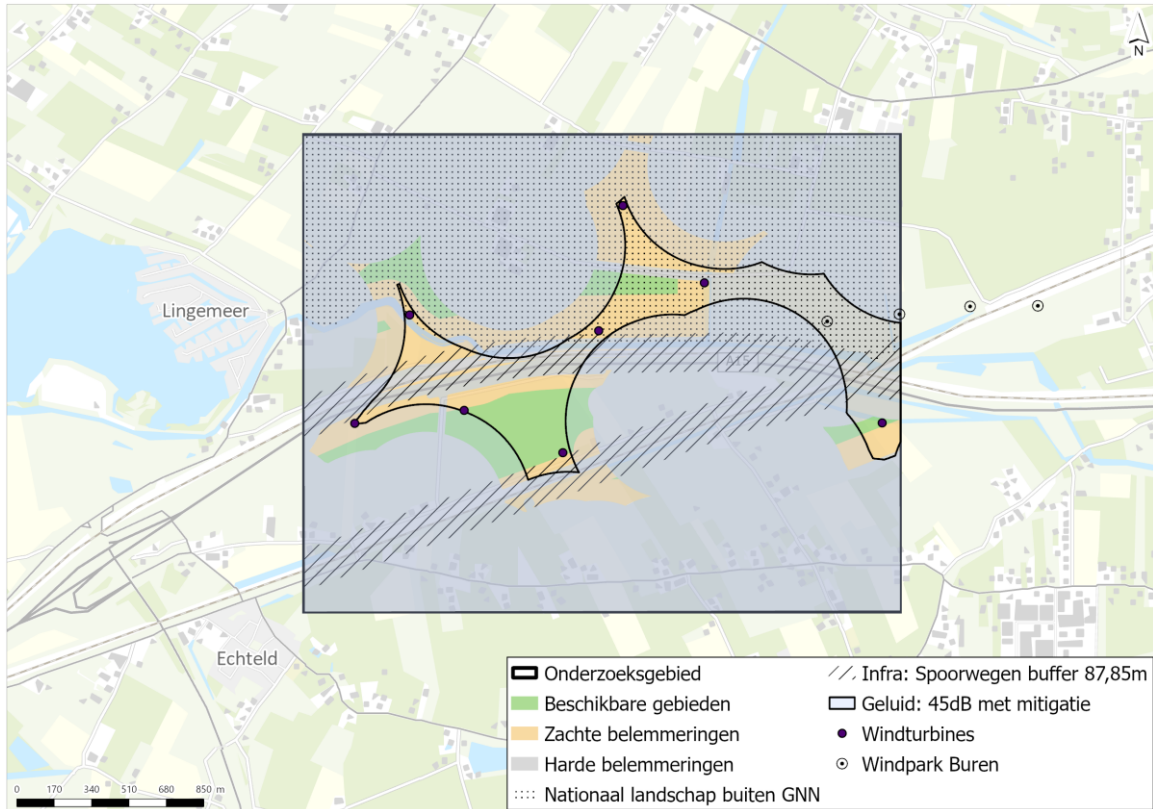 N
Lingemeer
A15
Echteld
Onderzoeksgebied
Beschikbare gebieden
Zachte belemmeringen
Harde belemmeringen
Nationaal landschap buiten GNN
Infra: Spoorwegen buffer 87,85m
Geluid: 45dB met mitigatie
Windturbines
Windpark Buren
0 170 340 510 680 850 m